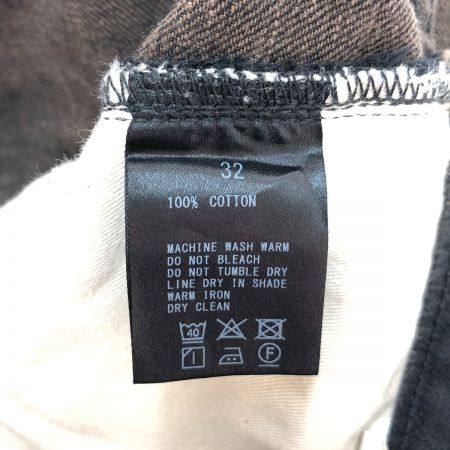 32
100% COTTON
MACHINE WASH WARM
DO NOT BLEACH
DO NOT TUMBLE DRY
LINE DRY IN SHADE
WARM IRON
DRY CLEAN
40
F